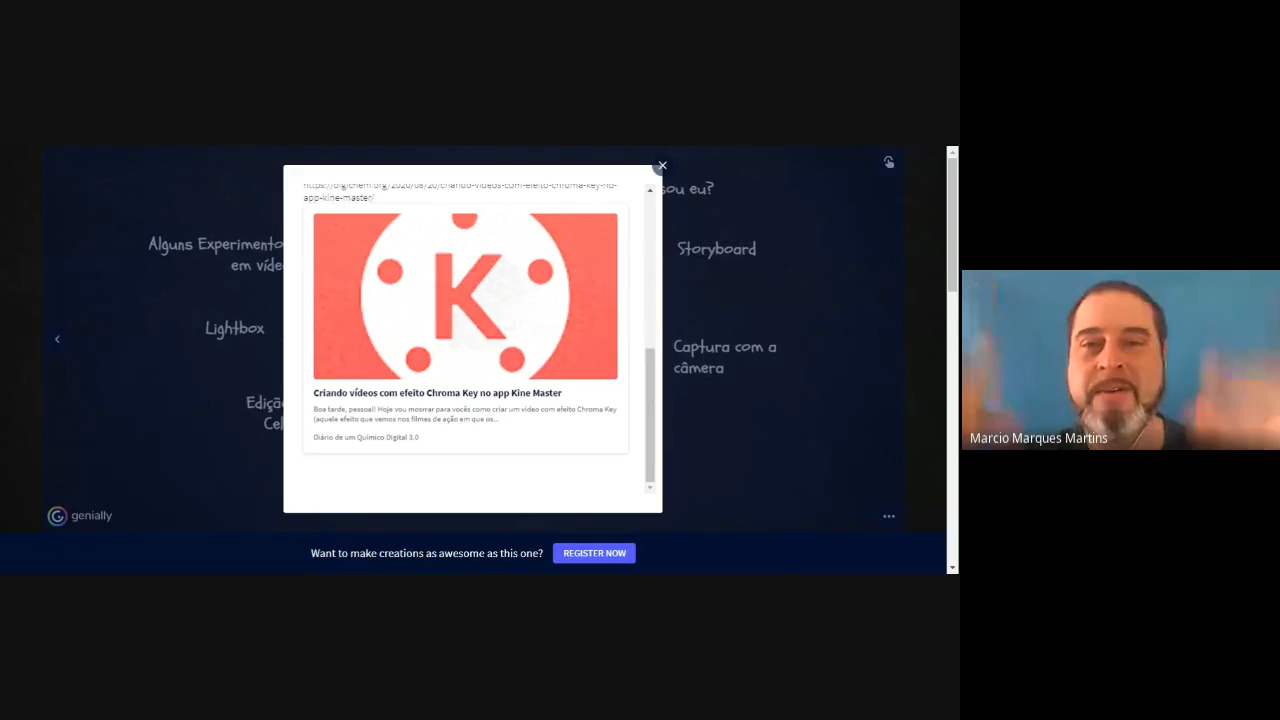 https://digichem.org/2020/08/20/criando-videos-com-efeito-chroma-key-no-
app-kine-master/
sou eu?
Alguns Experimento
em víde
Storyboard
Lightbox
Captura com a
câmera
Ediçã
Cel
K
Criando vídeos com efeito Chroma Key no app Kine Master
Boa tarde, pessoal! Hoje vou mostrar para vocês como criar um vídeo com efeito Chroma Key
(aquele efeito que vemos nos filmes de ação em que os...
Diário de um Químico Digital 3.0
genially
Want to make creations as awesome as this one?
REGISTER NOW
Marcio Marques Martins